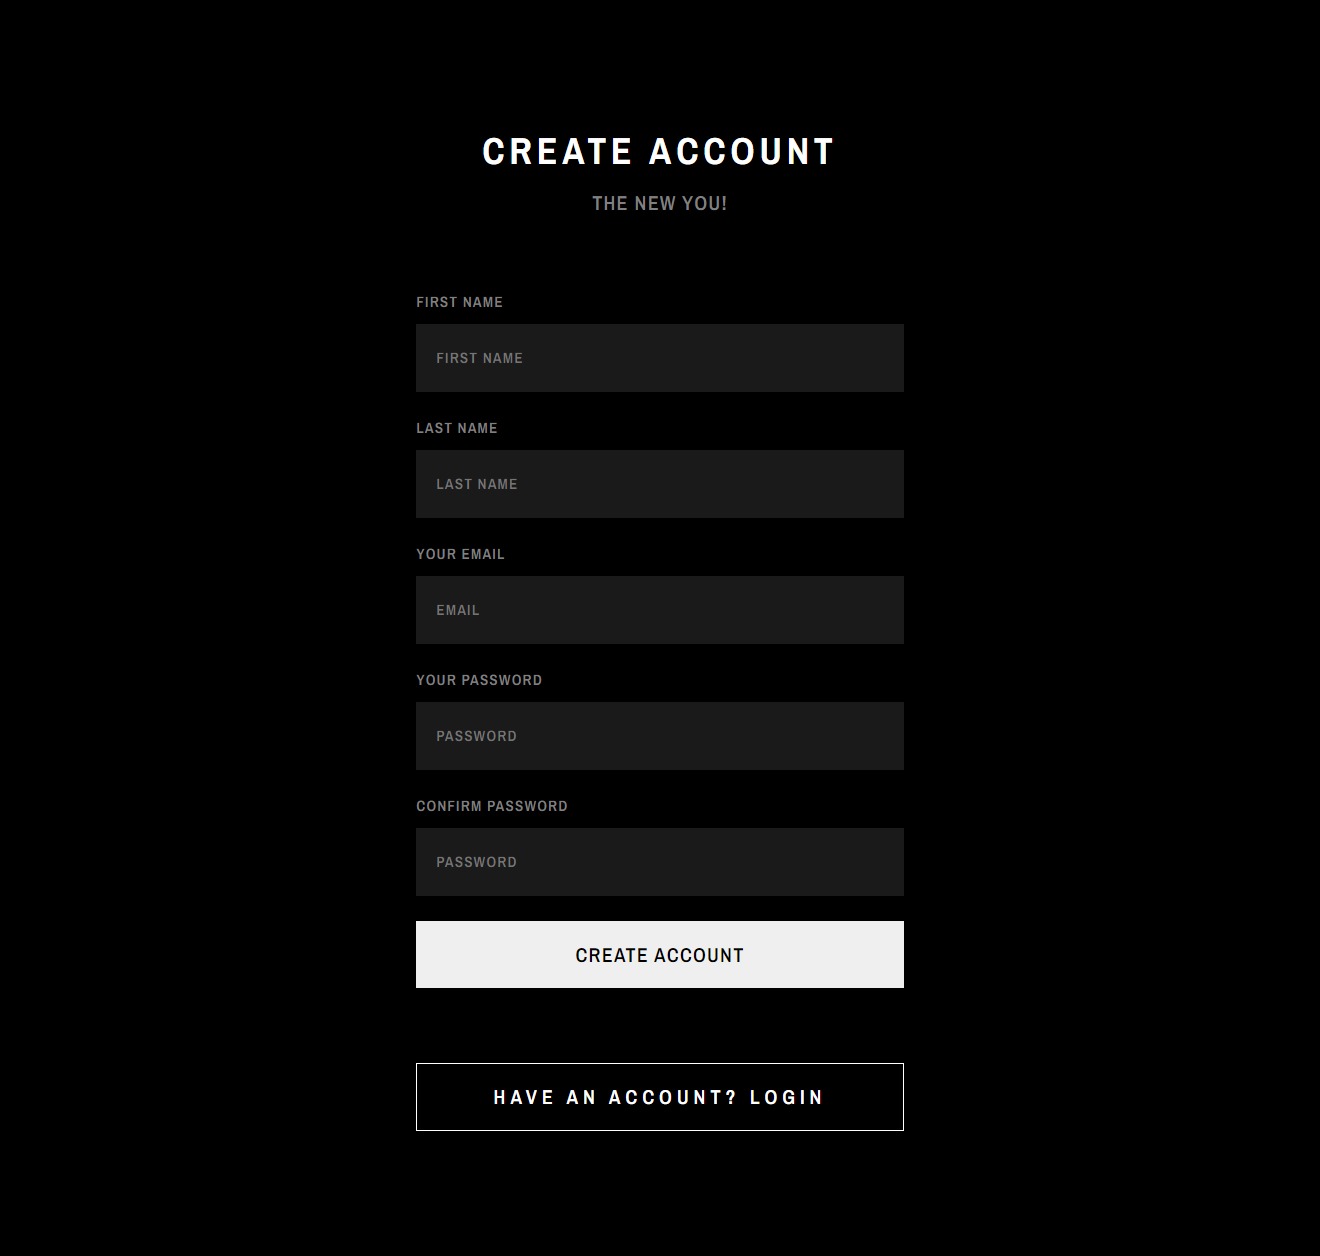 CREATE ACCOUNT
THE NEW YOU!
FIRST NAME
FIRST NAME
LAST NAME
LAST NAME
YOUR EMAIL
EMAIL
YOUR PASSWORD
PASSWORD
CONFIRM PASSWORD
PASSWORD
CREATE ACCOUNT
HAVE AN ACCOUNT? LOGIN